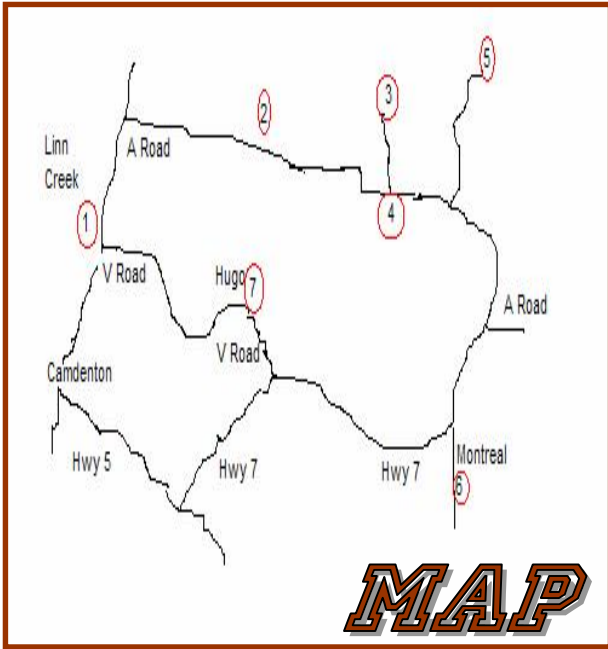 5
3
2
A Road
Linn
Creek
4
1
V Road
Hugo
7
A Road
V Road
Camdenton
Hwy 5
Hwy 7
Hwy 7
Montreal
6
MAP